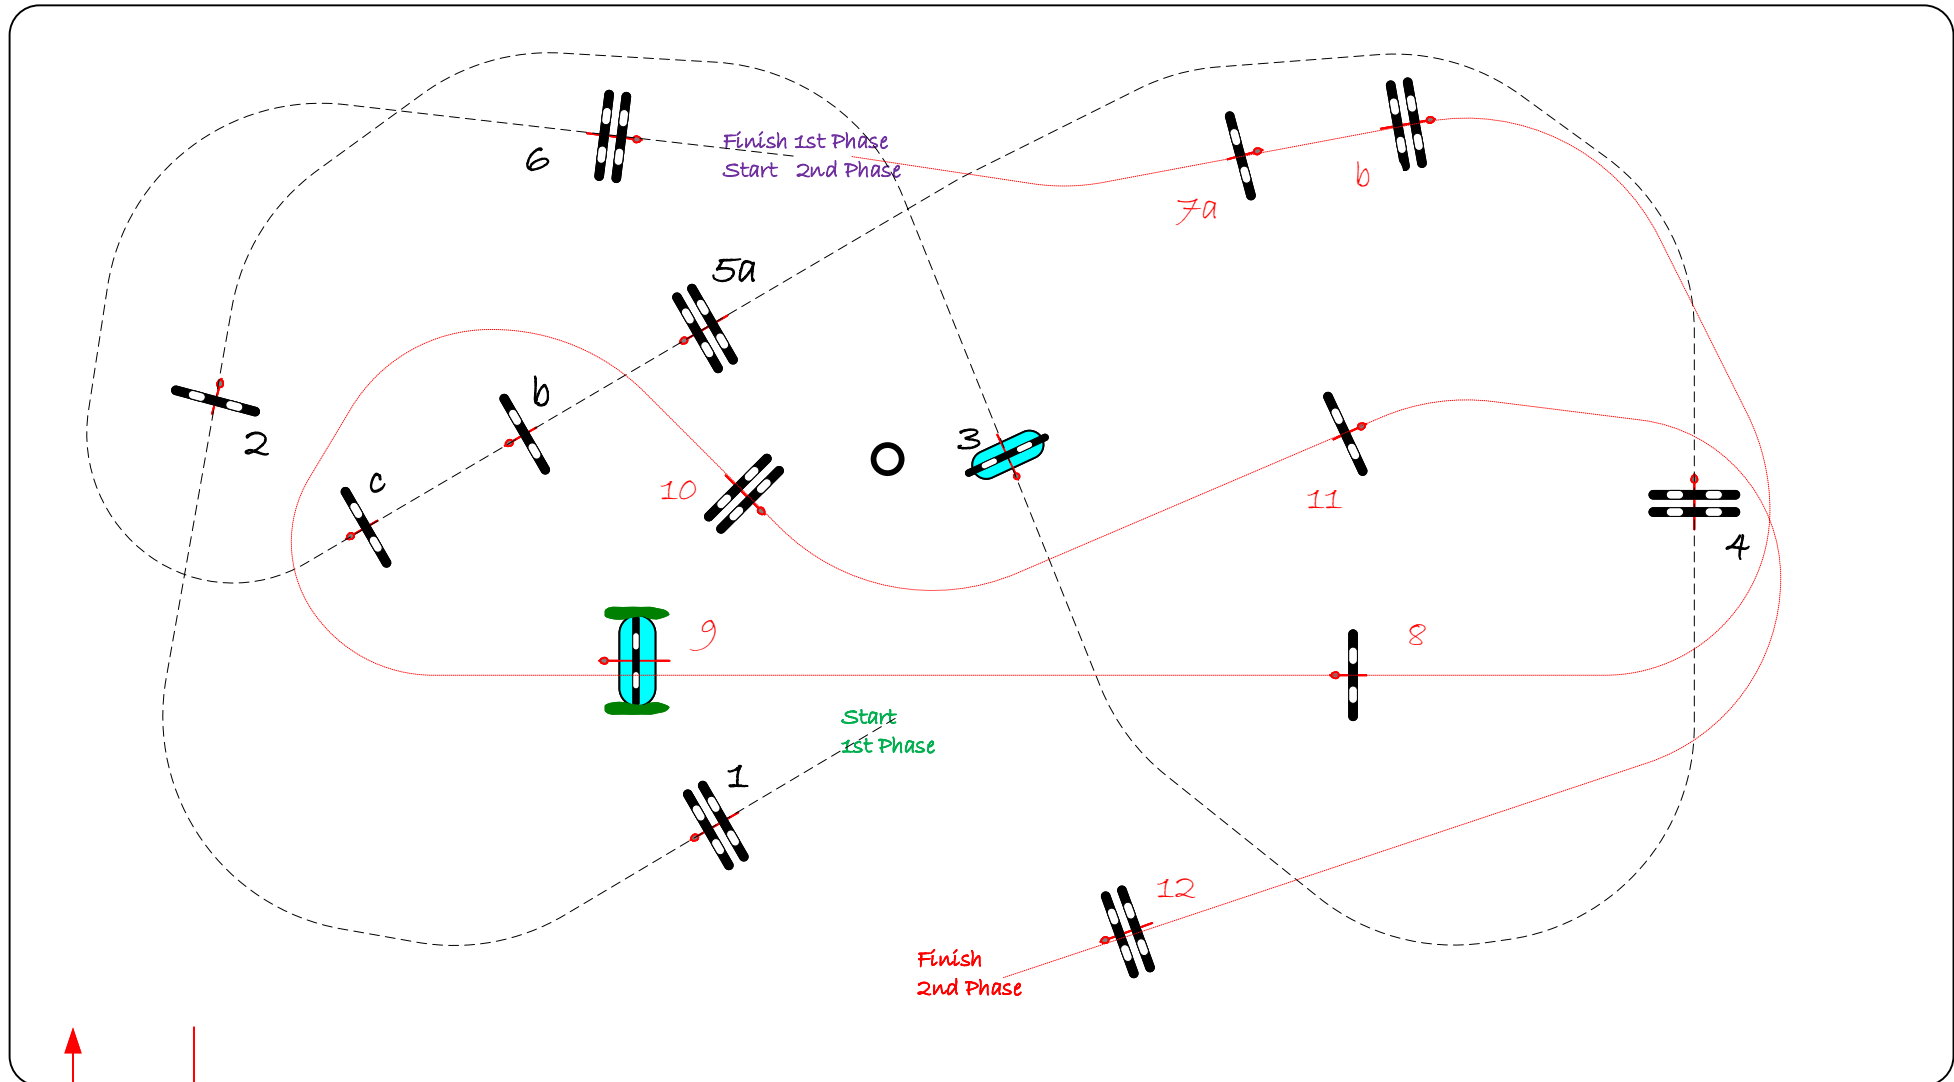 6
Finish 1st Phase
Start 2nd Phase
b
7a
5a
b
2
3
c
10
11
4
9
8
Start
1st Phase
1
12
Finish
2nd Phase